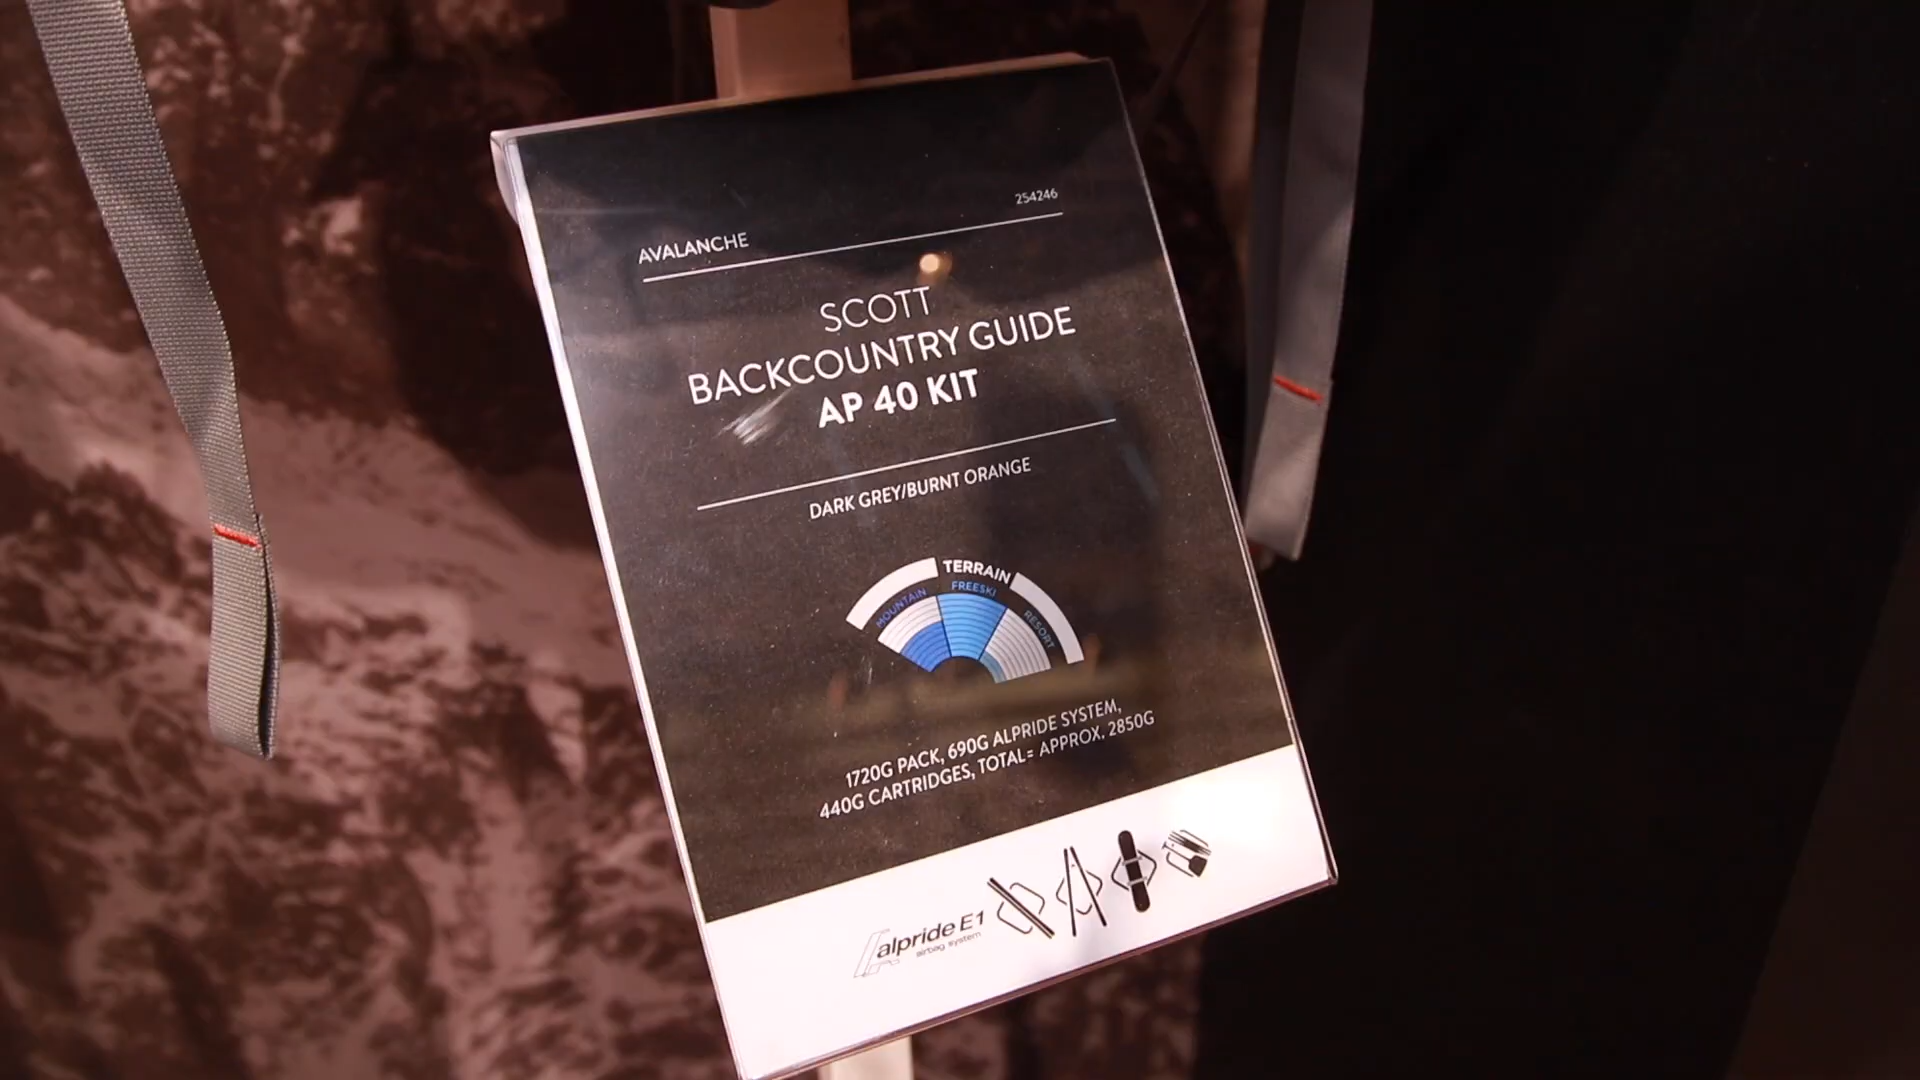 254246
AVALANCHE
SCOTT
BACKCOUNTRY GUIDE
AP 40 KIT
DARK GREY/BURNT ORANGE
TERRAIN
MOUNTAIN
FREESKI
RESORT
1720G PACK, 690G ALPRIDE SYSTEM,
440G CARTRIDGES, TOTAL= APPROX. 2850G
alpride E1
airbag system